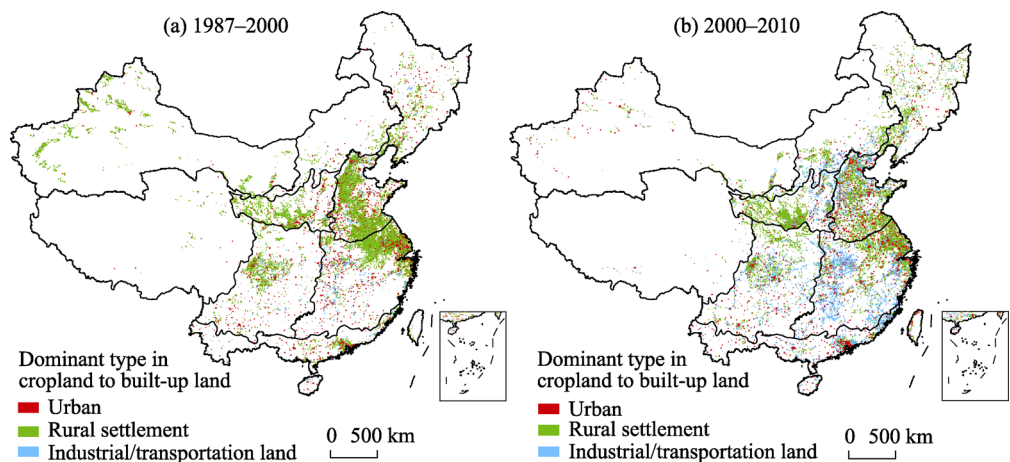 (a) 1987–2000
Dominant type in
cropland to built-up land
Urban
Rural settlement
Industrial/transportation land
0 500 km
(b) 2000–2010
Dominant type in
cropland to built-up land
Urban
Rural settlement
Industrial/transportation land
0 500 km